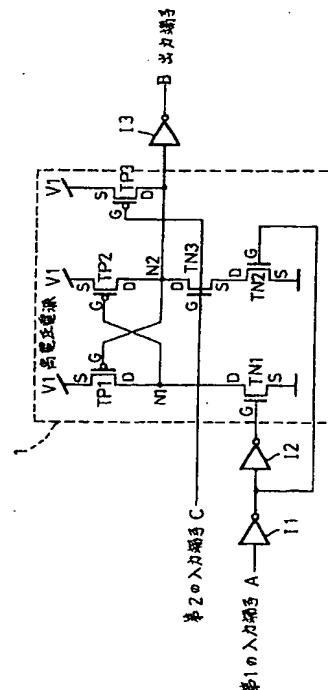 1
V1 高電圧電源
V1
V1
S
TP1
G
D
S
TP2
G
D
S
TP3
G
D
N1
N2
I3
B 出力端子
D
TN3
G
S
D
TN1
G
S
D
TN2
G
S
第2の入力端子 C
I1
I2
第1の入力端子 A